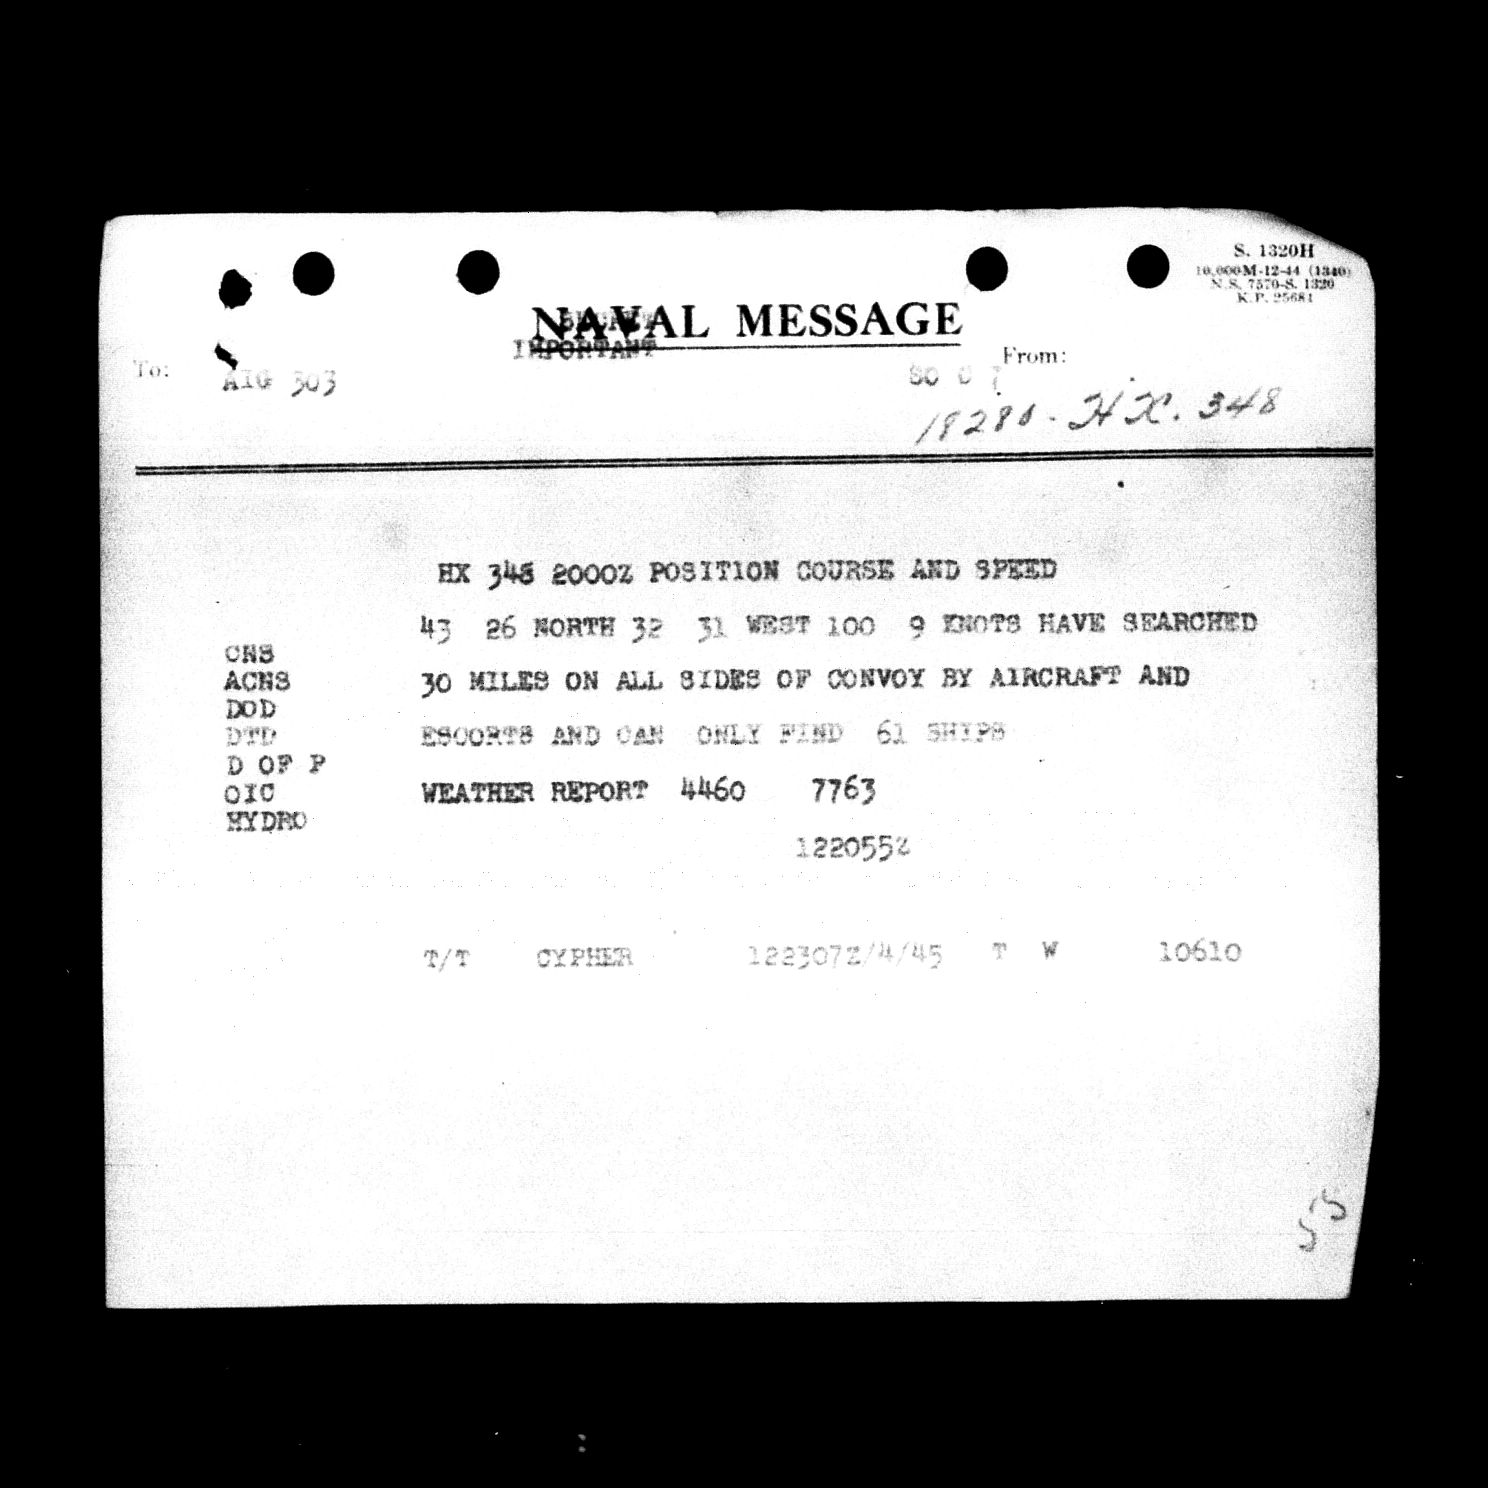 S. 1320H
10,000M-12-44 (1340)
N.S. 7570-S. 1320
K.P. 25681
NAVAL MESSAGE
SECRET
IMPORTANT
To:
From:
AIG 303
SO C 7
18280 - HX. 348
HX 348 2000Z POSITION COURSE AND SPEED
43 26 NORTH 32 31 WEST 100 9 KNOTS HAVE SEARCHED
CNS
ACNS 30 MILES ON ALL SIDES OF CONVOY BY AIRCRAFT AND
DOD
DTD ESCORTS AND CAN ONLY FIND 61 SHIPS
D OF P
OIC WEATHER REPORT 4460 7763
HYDRO
122055Z
T/T CYPHER 122307Z/4/45 T W 10610
55